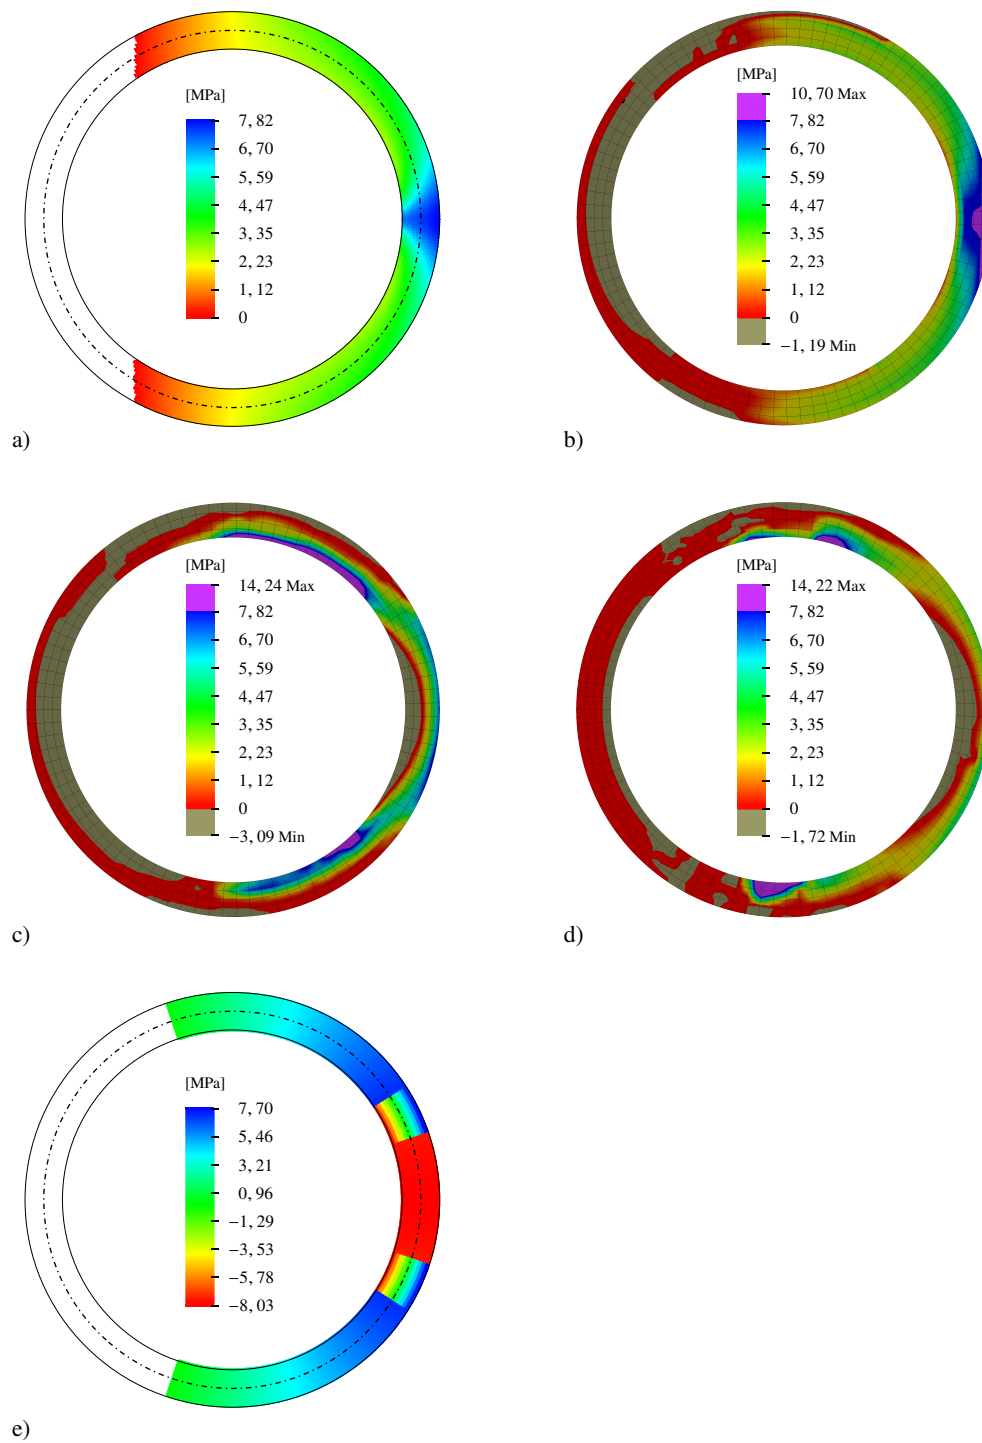 [MPa]
7, 82
6, 70
5, 59
4, 47
3, 35
2, 23
1, 12
0
a)
[MPa]
10, 70 Max
7, 82
6, 70
5, 59
4, 47
3, 35
2, 23
1, 12
0
−1, 19 Min
b)
[MPa]
14, 24 Max
7, 82
6, 70
5, 59
4, 47
3, 35
2, 23
1, 12
0
−3, 09 Min
c)
[MPa]
14, 22 Max
7, 82
6, 70
5, 59
4, 47
3, 35
2, 23
1, 12
0
−1, 72 Min
d)
[MPa]
7, 70
5, 46
3, 21
0, 96
−1, 29
−3, 53
−5, 78
−8, 03
e)